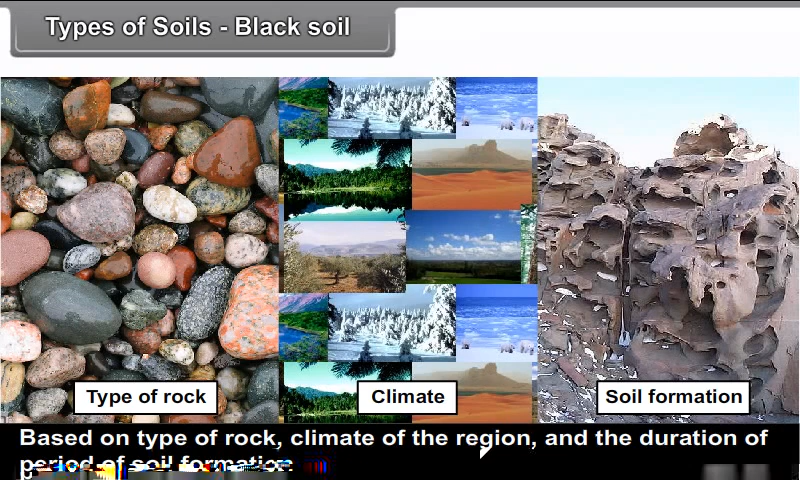 Types of Soils - Black soil
Type of rock
Climate
Soil formation
Based on type of rock, climate of the region, and the duration of
period of soil formation